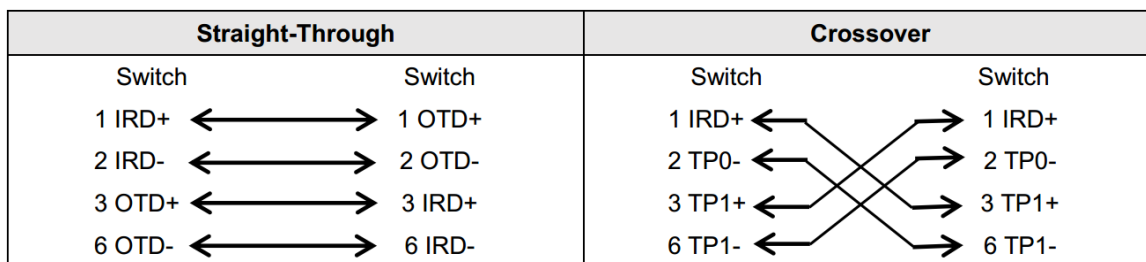 Straight-Through Crossover
Switch Switch Switch Switch
1 IRD+ 1 OTD+ 1 IRD+ 1 IRD+
2 IRD- 2 OTD- 2 TP0- 2 TP0-
3 OTD+ 3 IRD+ 3 TP1+ 3 TP1+
6 OTD- 6 IRD- 6 TP1- 6 TP1-